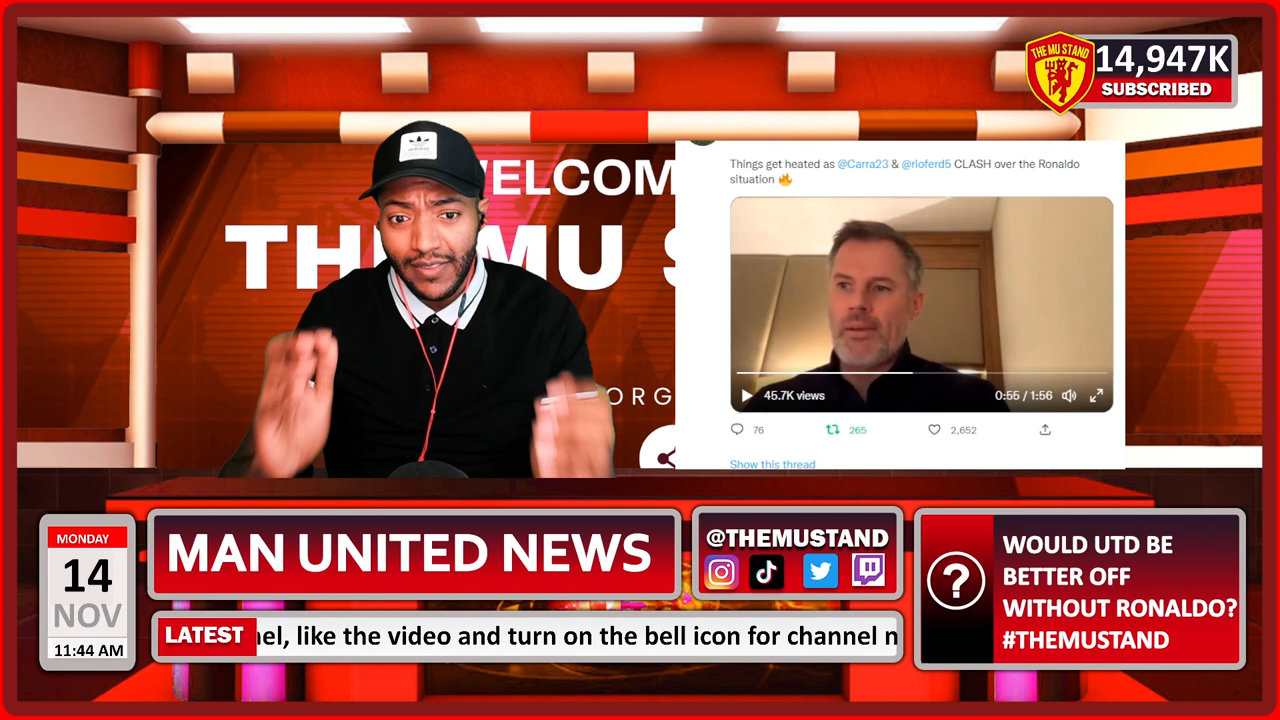 THE MU STAND
14,947K
SUBSCRIBED
adidas
WELCOM
THE MU S
ORG
Things get heated as @Carra23 & @rioferd5 CLASH over the Ronaldo
situation 🔥
45.7K views
0:55 / 1:56
76
265
2,652
Show this thread
MONDAY
14
NOV
11:44 AM
MAN UNITED NEWS
@THEMUSTAND
LATEST
nel, like the video and turn on the bell icon for channel n
?
WOULD UTD BE
BETTER OFF
WITHOUT RONALDO?
#THEMUSTAND